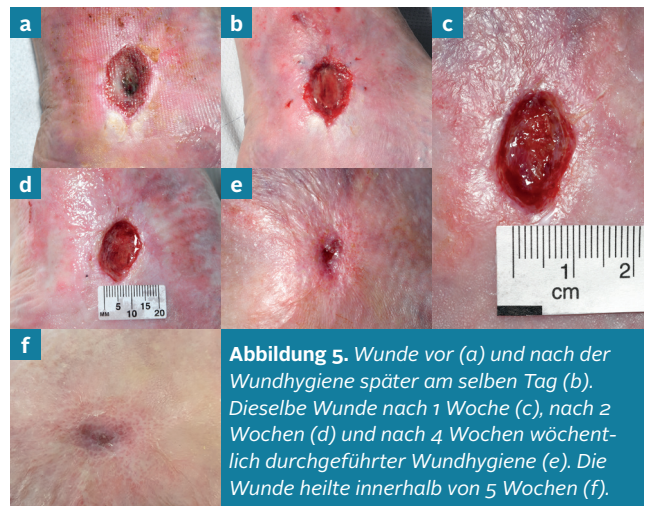 a
b
c
d
e
f
1
2
cm
5
15
MM
10
20
Abbildung 5. Wunde vor (a) und nach der
Wundhygiene später am selben Tag (b).
Dieselbe Wunde nach 1 Woche (c), nach 2
Wochen (d) und nach 4 Wochen wöchent-
lich durchgeführter Wundhygiene (e). Die
Wunde heilte innerhalb von 5 Wochen (f).